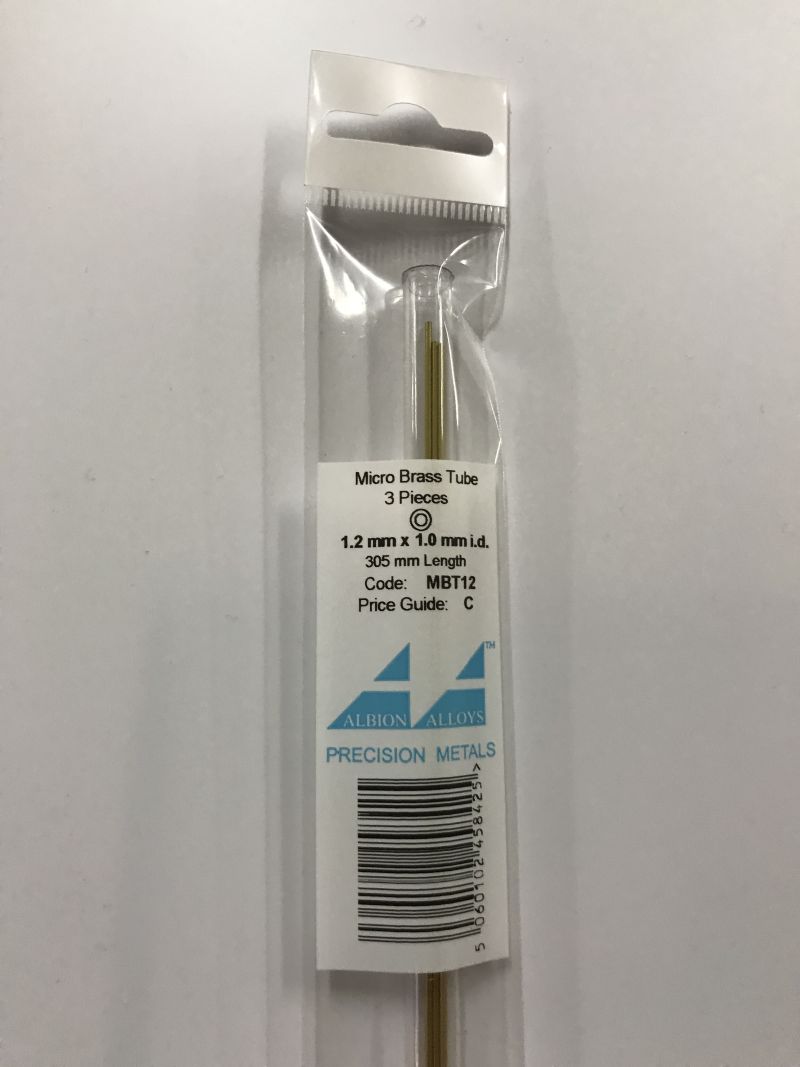 Micro Brass Tube
3 Pieces
1.2 mm x 1.0 mm i.d.
305 mm Length
Code: MBT12
Price Guide: C
TM
ALBION ALLOYS
PRECISION METALS
5 060102 458425 >